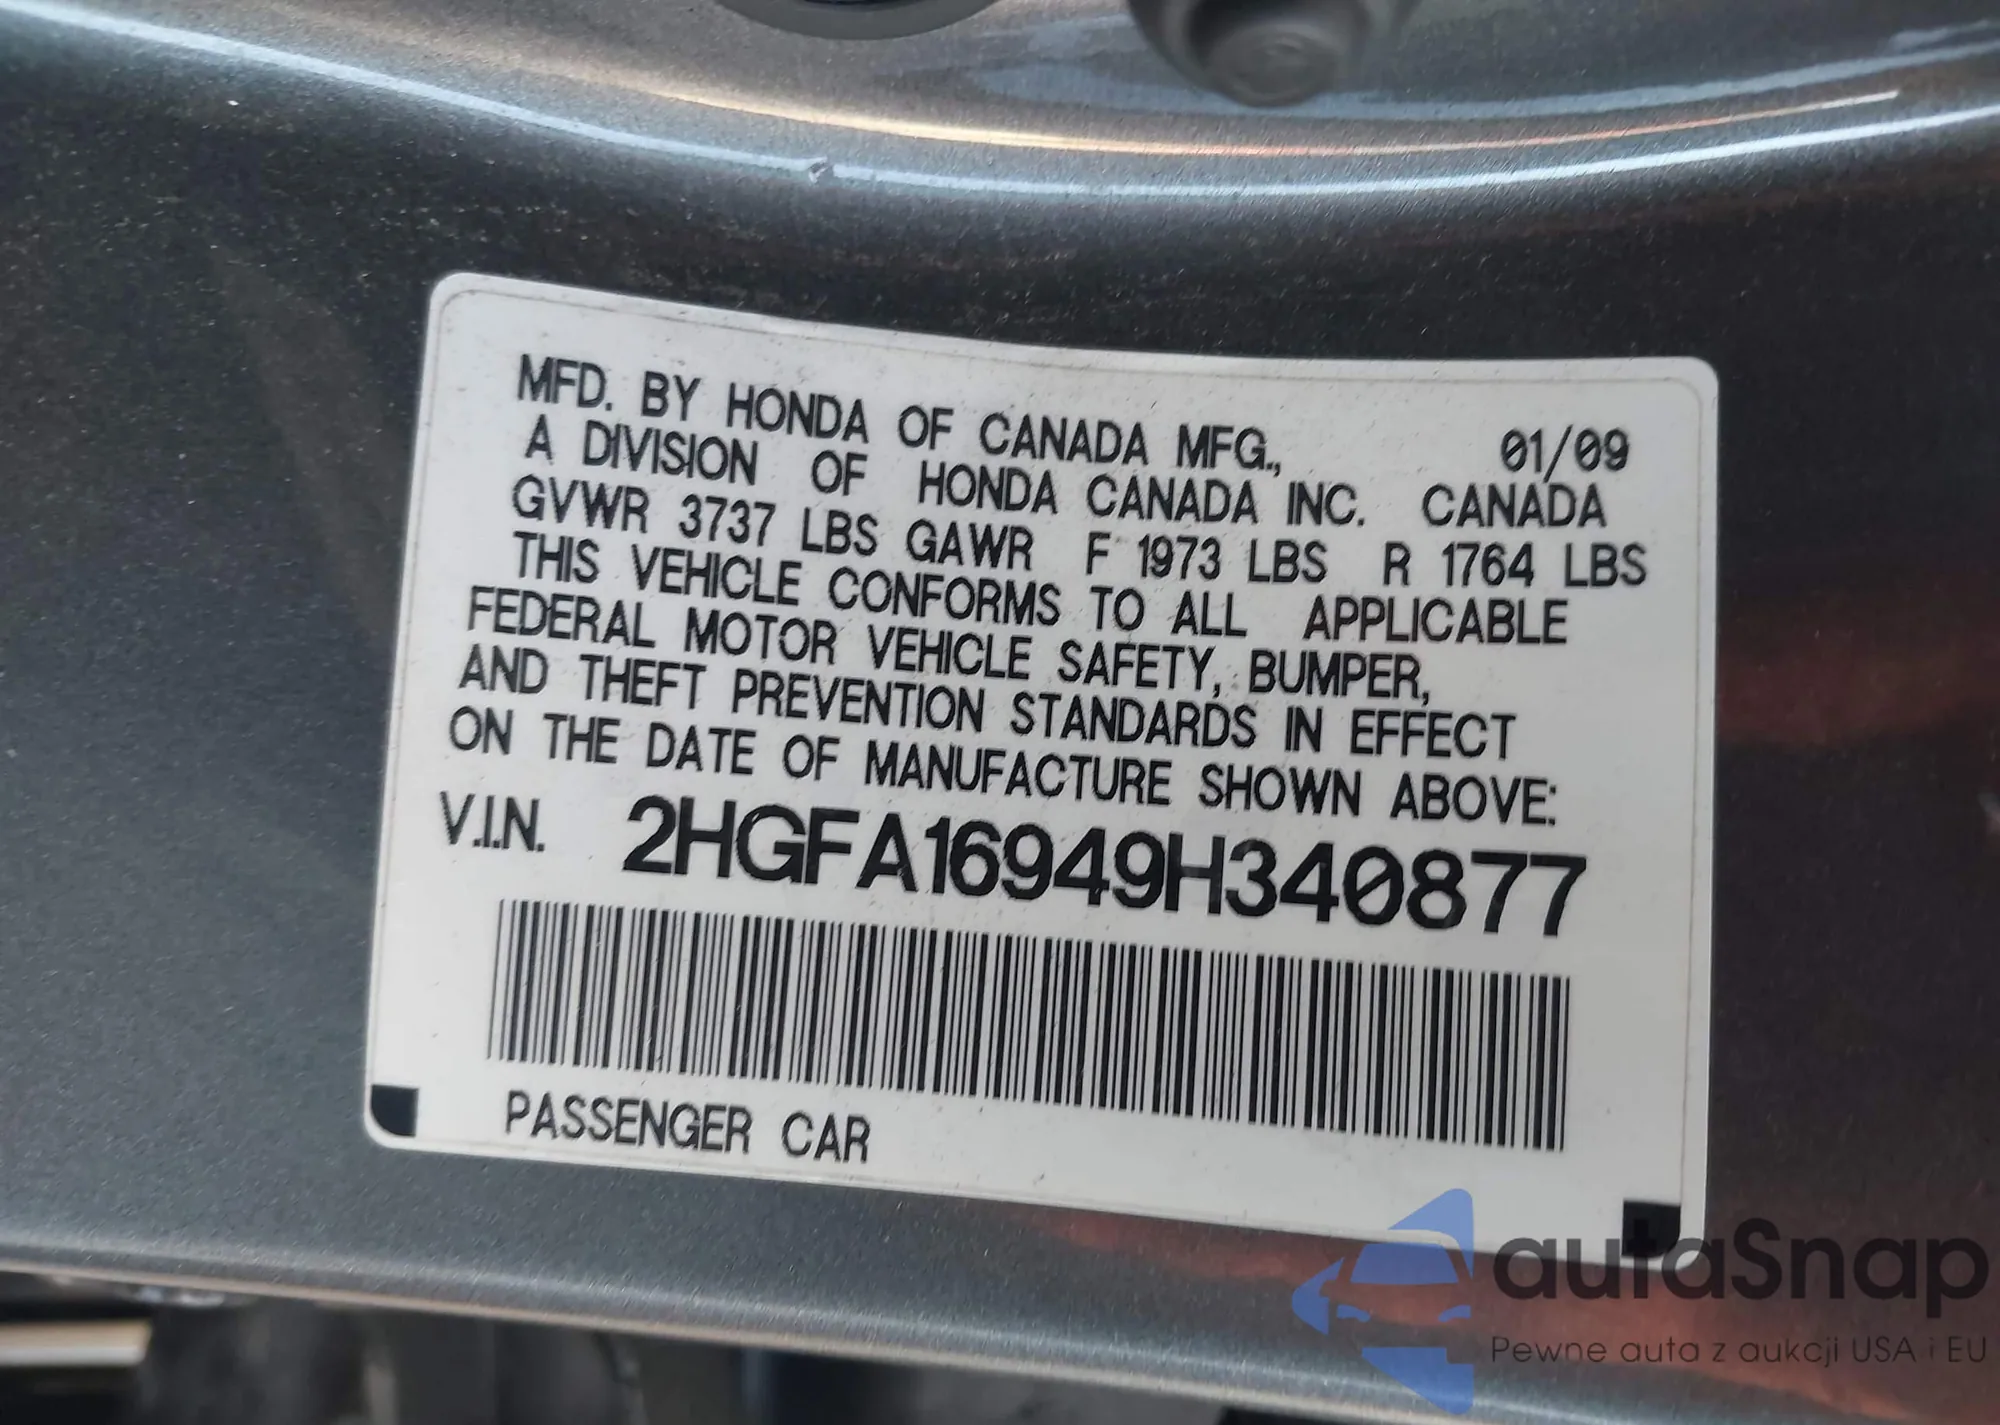 MFD. BY HONDA OF CANADA MFG., 01/09
A DIVISION OF HONDA CANADA INC. CANADA
GVWR 3737 LBS GAWR F 1973 LBS R 1764 LBS
THIS VEHICLE CONFORMS TO ALL APPLICABLE
FEDERAL MOTOR VEHICLE SAFETY, BUMPER,
AND THEFT PREVENTION STANDARDS IN EFFECT
ON THE DATE OF MANUFACTURE SHOWN ABOVE:
V.I.N. 2HGFA16949H340877
PASSENGER CAR
autaSnap
Pewne auta z aukcji USA i EU